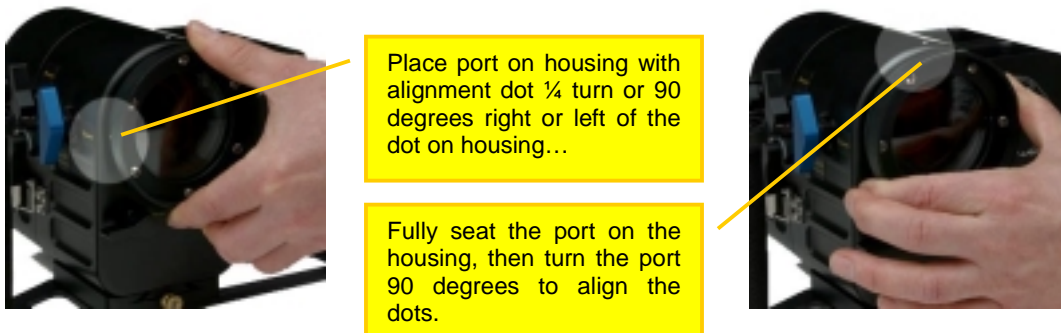 Place port on housing with
alignment dot ¼ turn or 90
degrees right or left of the
dot on housing…
Fully seat the port on the
housing, then turn the port
90 degrees to align the
dots.